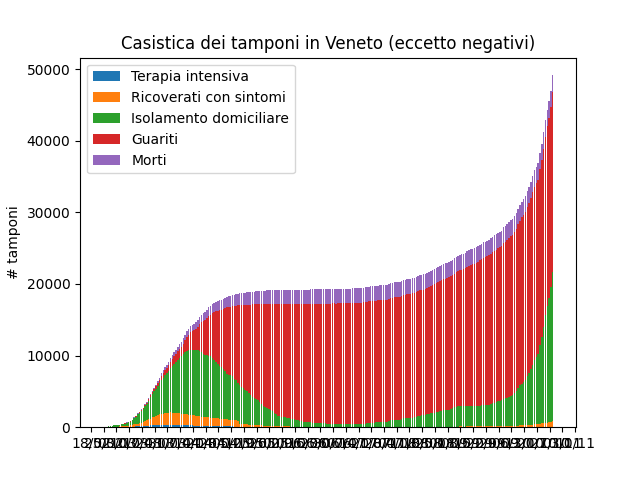 Casistica dei tamponi in Veneto (eccetto negativi)
50000
40000
30000
20000
10000
0
# tamponi
Terapia intensiva
Ricoverati con sintomi
Isolamento domiciliare
Guariti
Morti